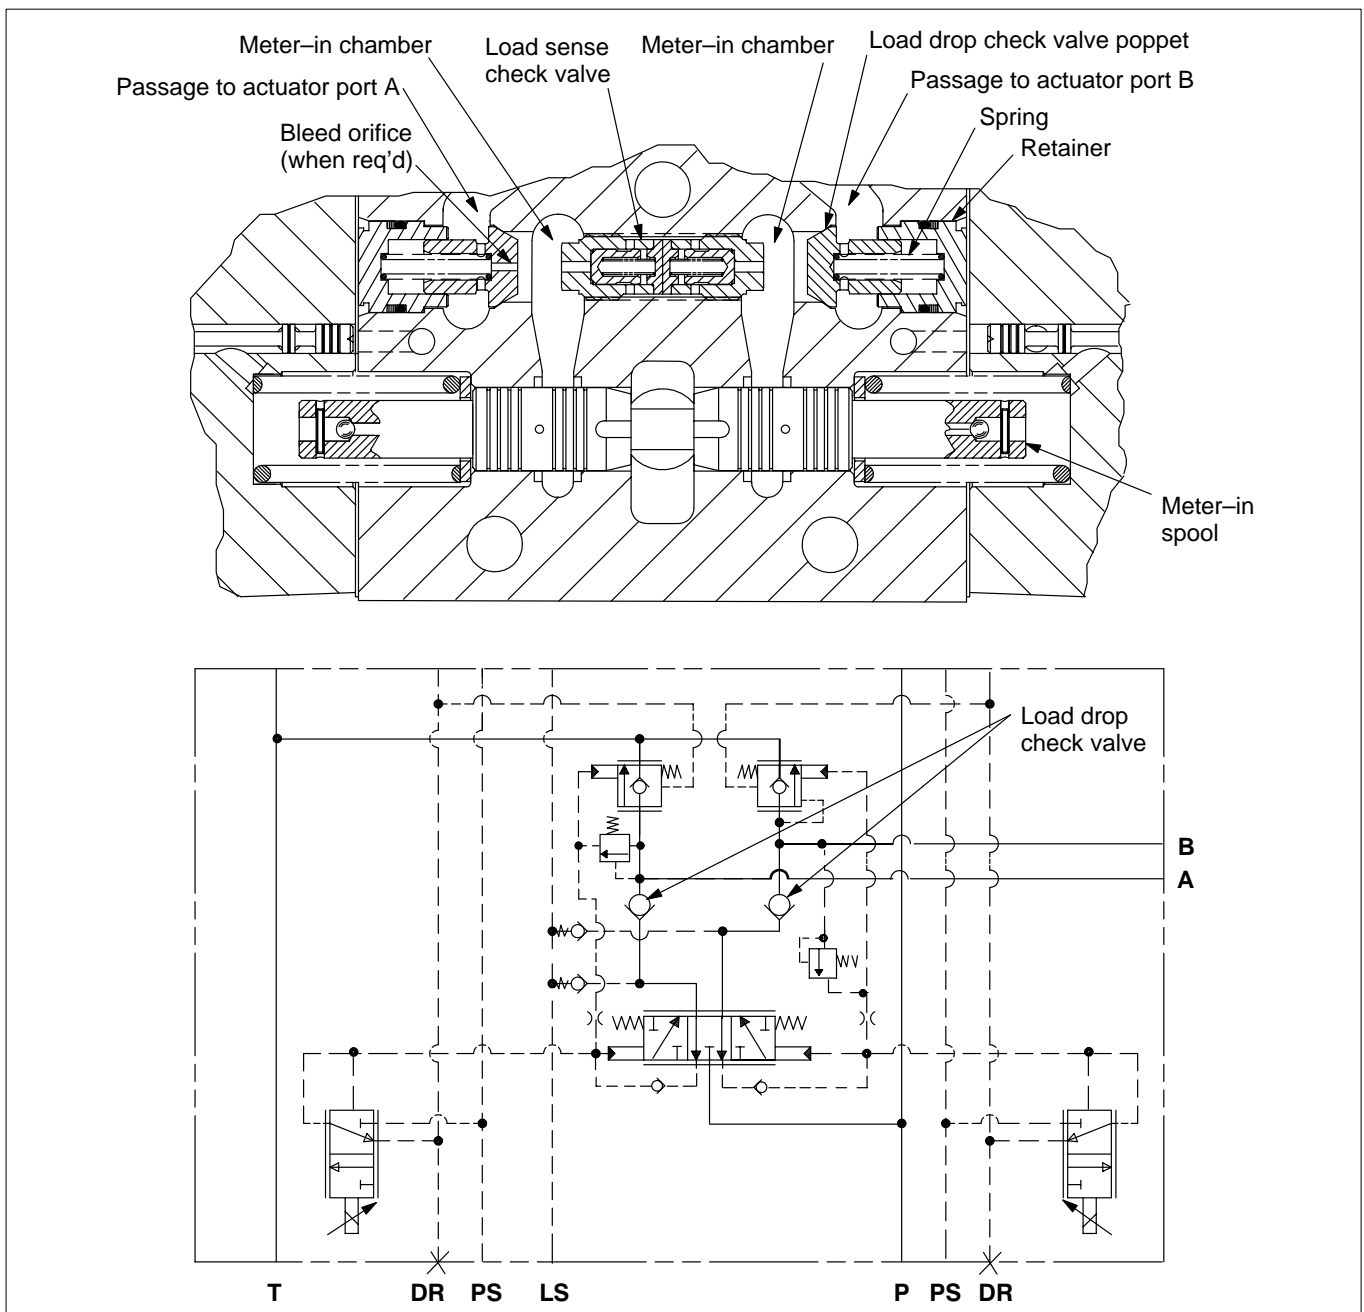 Meter–in chamber
Load sense
check valve
Meter–in chamber
Load drop check valve poppet
Passage to actuator port A
Passage to actuator port B
Bleed orifice
(when req’d)
Spring
Retainer
Meter–in
spool
Load drop
check valve
B
A
T DR PS LS P PS DR